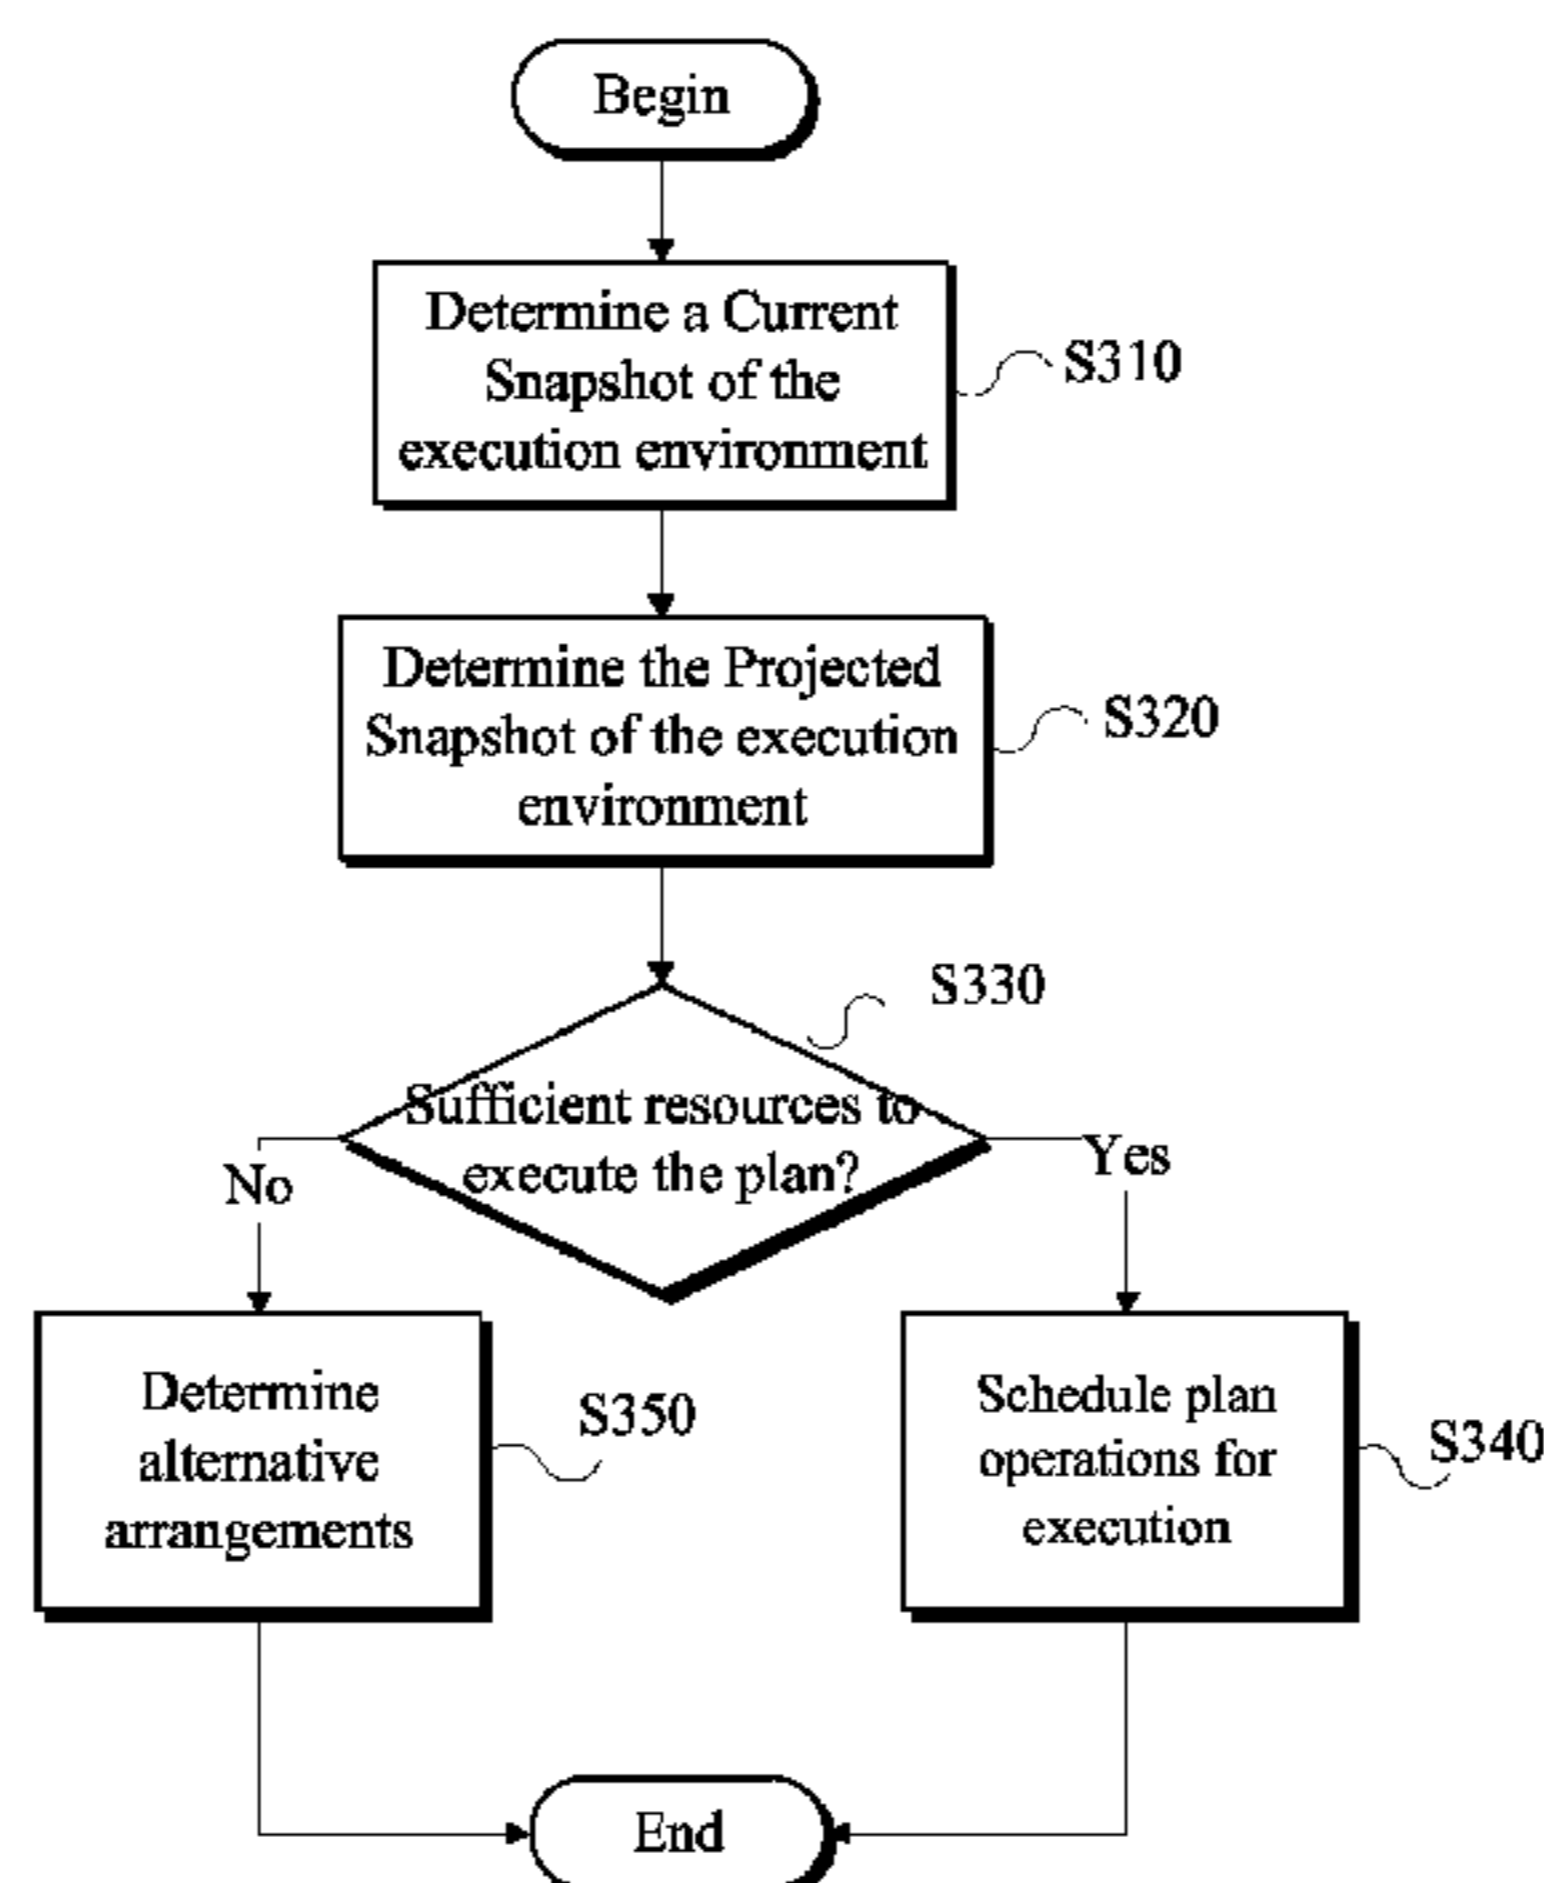 Begin
Determine a Current
Snapshot of the
execution environment
S310
Determine the Projected
Snapshot of the execution
environment
S320
S330
Sufficient resources to
execute the plan?
No
Yes
Determine
alternative
arrangements
S350
Schedule plan
operations for
execution
S340
End